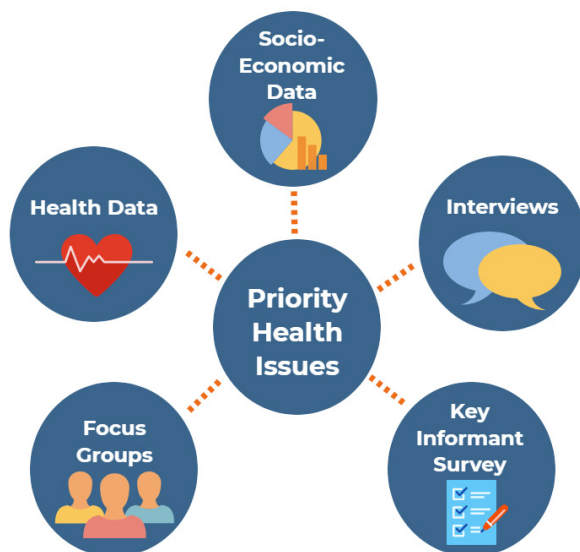 Socio-
Economic
Data
Health Data
Interviews
Priority
Health
Issues
Focus
Groups
Key
Informant
Survey